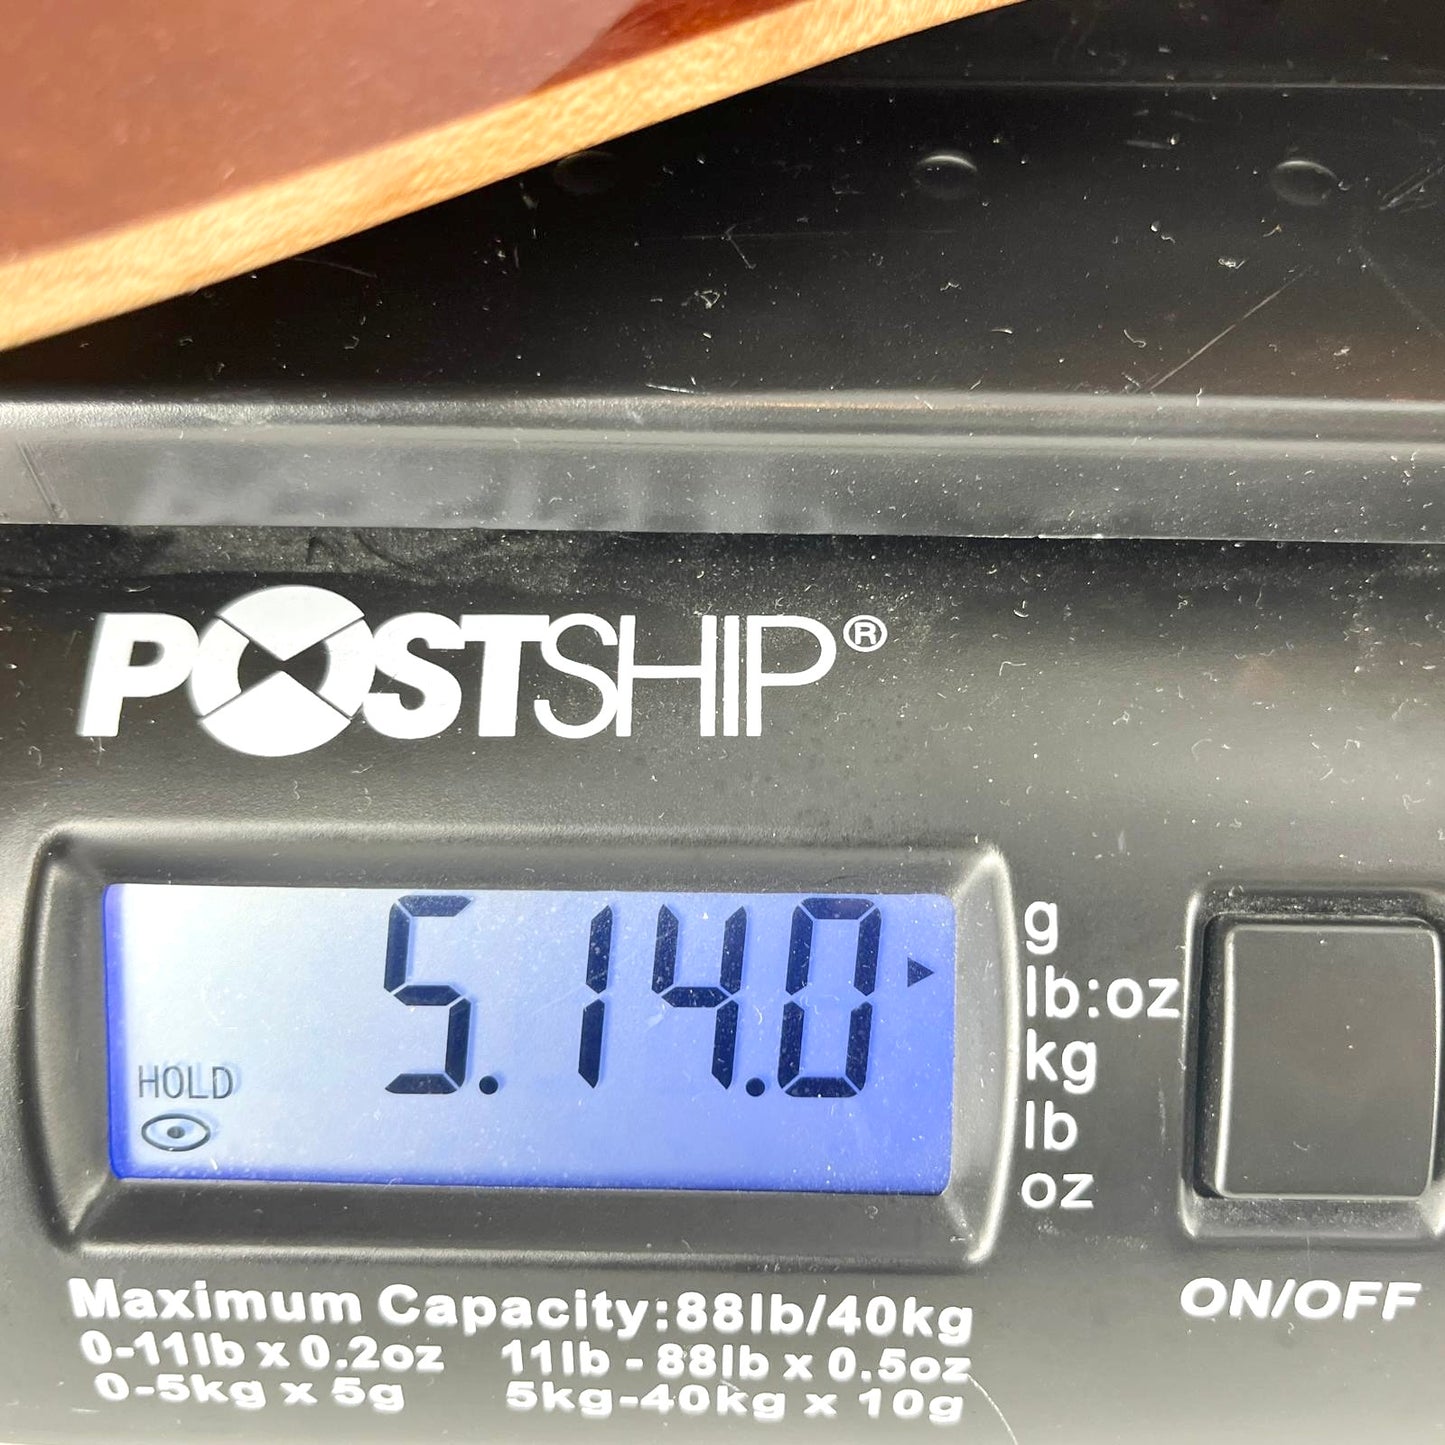 POSTSHIP®
5.14.0
HOLD
g
lb:oz
kg
lb
oz
ON/OFF
Maximum Capacity:88lb/40kg
0-11lb x 0.2oz 11lb - 88lb x 0.5oz
0-5kg x 5g 5kg-40kg x 10g